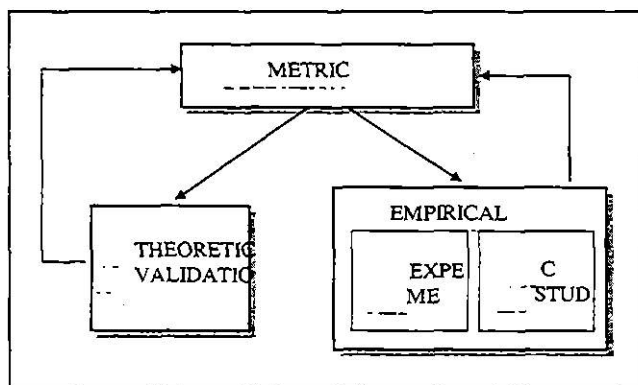 METRIC
THEORETIC
VALIDATIO
EMPIRICAL
EXPE
ME
C
STUD